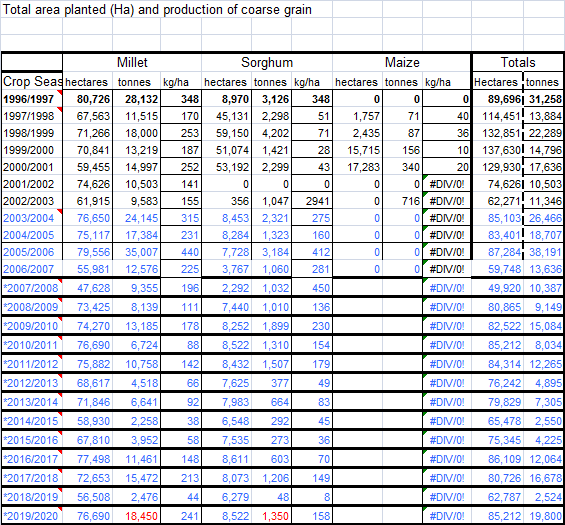 Total area planted (Ha) and production of coarse grain
Millet Sorghum Maize Totals
Crop Seas hectares tonnes kg/ha hectares tonnes kg/ha hectares tonnes kg/ha Hectares tonnes
1996/1997 80,726 28,132 348 8,970 3,126 348 0 0 0 89,696 31,258
1997/1998 67,563 11,515 170 45,131 2,298 51 1,757 71 40 114,451 13,884
1998/1999 71,266 18,000 253 59,150 4,202 71 2,435 87 36 132,851 22,289
1999/2000 70,841 13,219 187 51,074 1,421 28 15,715 156 10 137,630 14,796
2000/2001 59,455 14,997 252 53,192 2,299 43 17,283 340 20 129,930 17,636
2001/2002 74,626 10,503 141 0 0 0 0 0 #DIV/0! 74,626 10,503
2002/2003 61,915 9,583 155 356 1,047 2941 0 716 #DIV/0! 62,271 11,346
2003/2004 76,650 24,145 315 8,453 2,321 275 0 0 #DIV/0! 85,103 26,466
2004/2005 75,117 17,384 231 8,284 1,323 160 0 0 #DIV/0! 83,401 18,707
2005/2006 79,556 35,007 440 7,728 3,184 412 0 0 #DIV/0! 87,284 38,191
2006/2007 55,981 12,576 225 3,767 1,060 281 0 0 #DIV/0! 59,748 13,636
*2007/2008 47,628 9,355 196 2,292 1,032 450 #DIV/0! 49,920 10,387
*2008/2009 73,425 8,139 111 7,440 1,010 136 #DIV/0! 80,865 9,149
*2009/2010 74,270 13,185 178 8,252 1,899 230 #DIV/0! 82,522 15,084
*2010/2011 76,690 6,724 88 8,522 1,310 154 #DIV/0! 85,212 8,034
*2011/2012 75,882 10,758 142 8,432 1,507 179 #DIV/0! 84,314 12,265
*2012/2013 68,617 4,518 66 7,625 377 49 #DIV/0! 76,242 4,895
*2013/2014 71,846 6,641 92 7,983 664 83 #DIV/0! 79,829 7,305
*2014/2015 58,930 2,258 38 6,548 292 45 #DIV/0! 65,478 2,550
*2015/2016 67,810 3,952 58 7,535 273 36 #DIV/0! 75,345 4,225
*2016/2017 77,498 11,461 148 8,611 603 70 #DIV/0! 86,109 12,064
*2017/2018 72,653 15,472 213 8,073 1,206 149 #DIV/0! 80,726 16,678
*2018/2019 56,508 2,476 44 6,279 48 8 #DIV/0! 62,787 2,524
*2019/2020 76,690 18,450 241 8,522 1,350 158 #DIV/0! 85,212 19,800